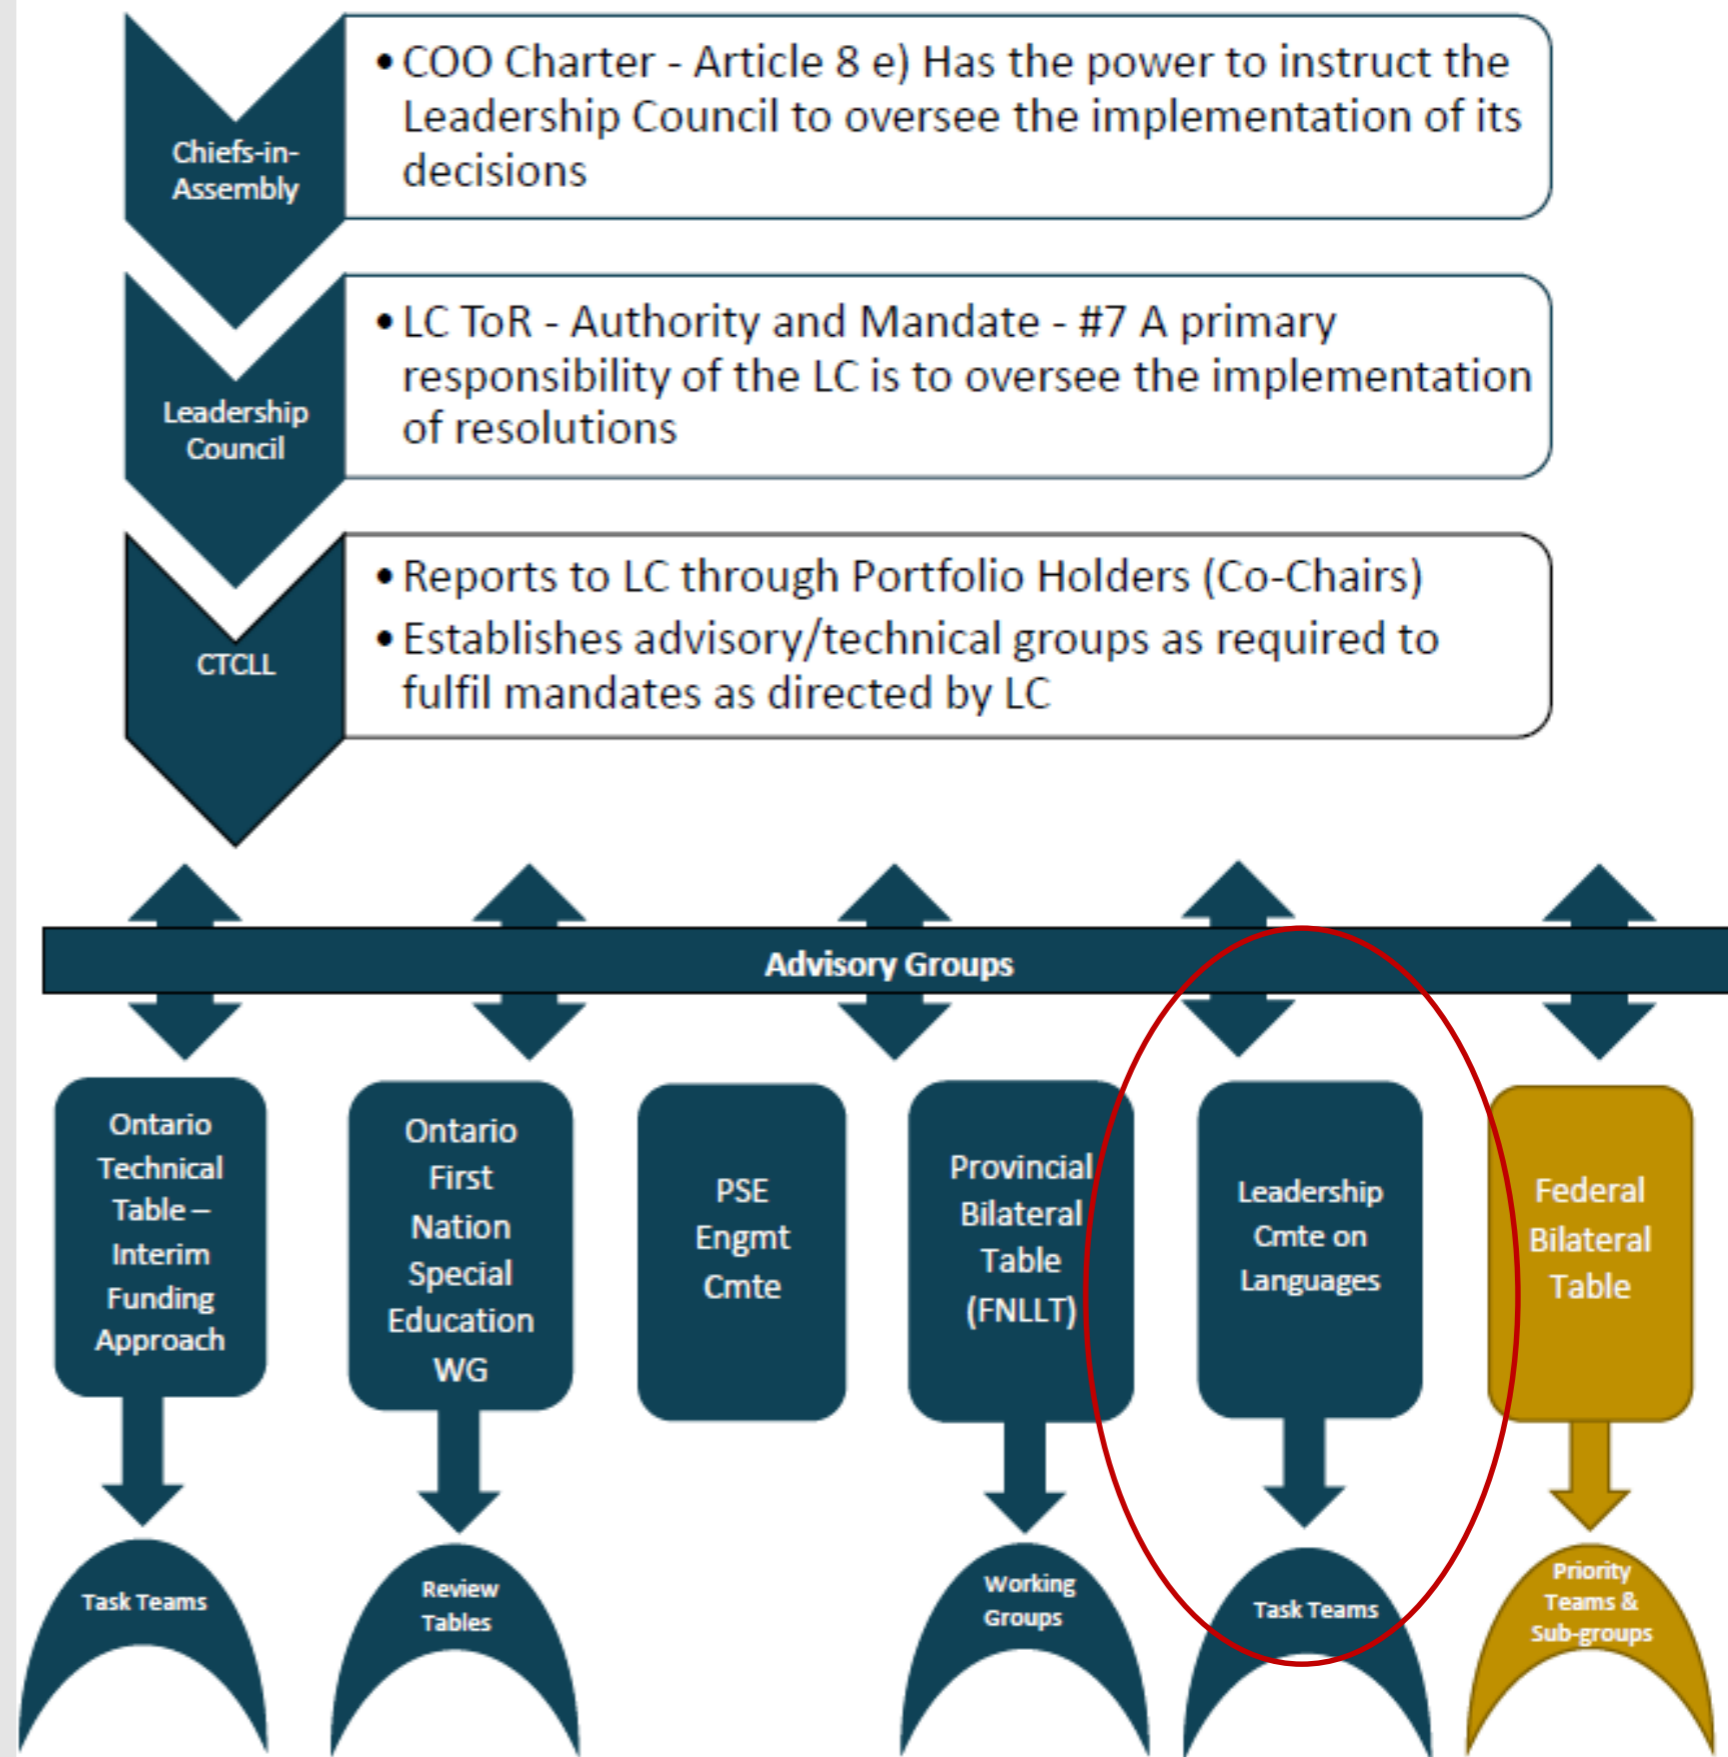 Chiefs-in-
Assembly
• COO Charter - Article 8 e) Has the power to instruct the
Leadership Council to oversee the implementation of its
decisions
Leadership
Council
• LC ToR - Authority and Mandate - #7 A primary
responsibility of the LC is to oversee the implementation
of resolutions
CTCLL
• Reports to LC through Portfolio Holders (Co-Chairs)
• Establishes advisory/technical groups as required to
fulfil mandates as directed by LC
Advisory Groups
Ontario
Technical
Table –
Interim
Funding
Approach
Ontario
First
Nation
Special
Education
WG
PSE
Engmt
Cmte
Provincial
Bilateral
Table
(FNLLT)
Leadership
Cmte on
Languages
Federal
Bilateral
Table
Task Teams
Review
Tables
Working
Groups
Task Teams
Priority
Teams &
Sub-groups